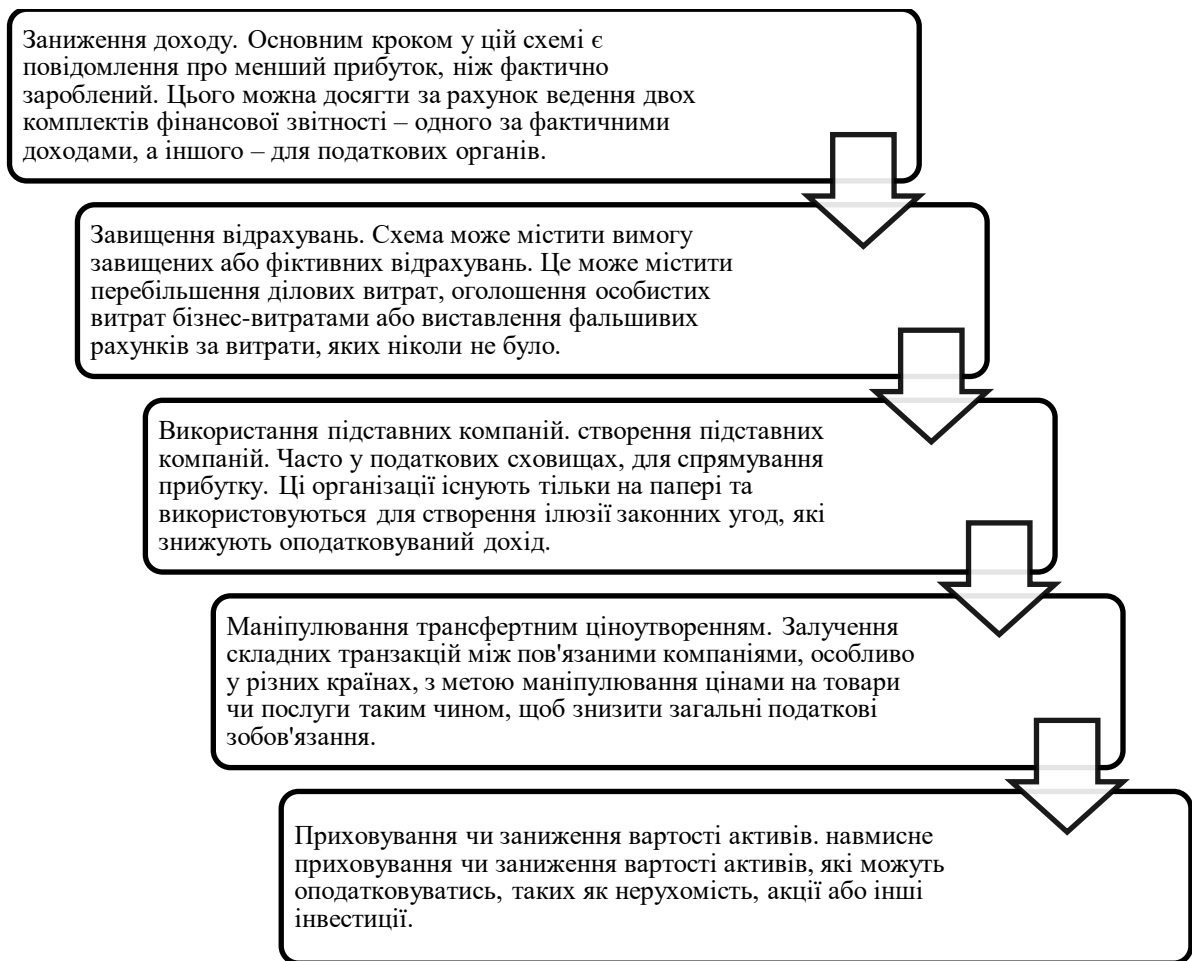 Заниження доходу. Основним кроком у цій схемі є
повідомлення про менший прибуток, ніж фактично
зароблений. Цього можна досягти за рахунок ведення двох
комплектів фінансової звітності – одного за фактичними
доходами, а іншого – для податкових органів.
Завищення відрахувань. Схема може містити вимогу
завищених або фіктивних відрахувань. Це може містити
перебільшення ділових витрат, оголошення особистих
витрат бізнес-витратами або виставлення фальшивих
рахунків за витрати, яких ніколи не було.
Використання підставних компаній. створення підставних
компаній. Часто у податкових сховищах, для спрямування
прибутку. Ці організації існують тільки на папері та
використовуються для створення ілюзії законних угод, які
знижують оподатковуваний дохід.
Маніпулювання трансфертним ціноутворенням. Залучення
складних транзакцій між пов'язаними компаніями, особливо
у різних країнах, з метою маніпулювання цінами на товари
чи послуги таким чином, щоб знизити загальні податкові
зобов'язання.
Приховування чи заниження вартості активів. навмисне
приховування чи заниження вартості активів, які можуть
оподатковуватись, таких як нерухомість, акції або інші
інвестиції.